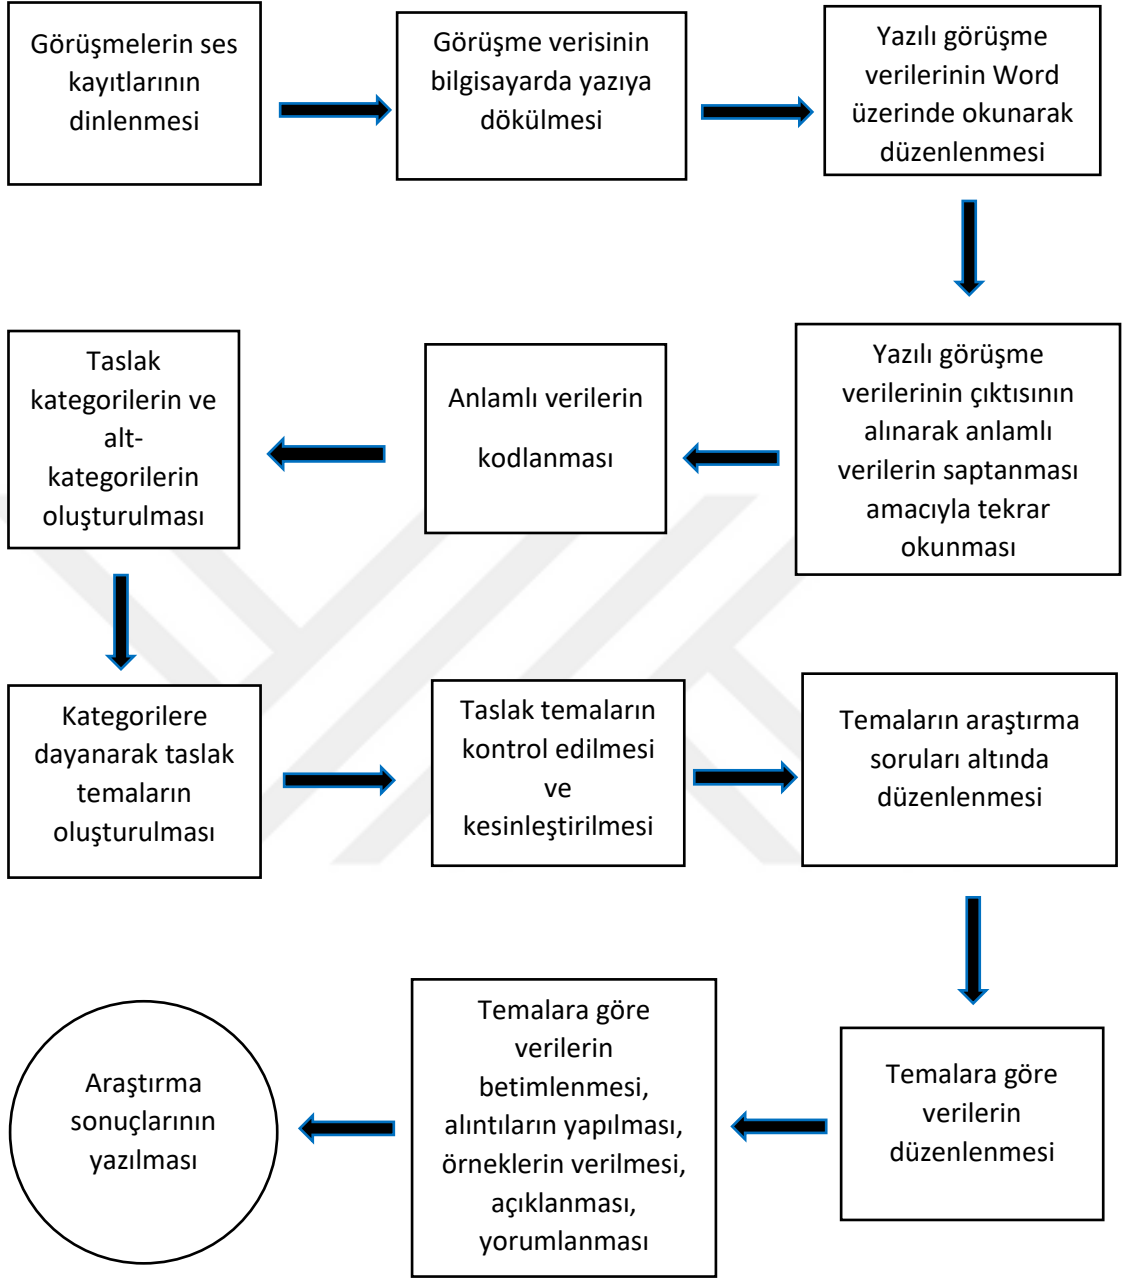 Görüşmelerin ses
kayıtlarının
dinlenmesi
Görüşme verisinin
bilgisayarda yazıya
dökülmesi
Yazılı görüşme
verilerinin Word
üzerinde okunarak
düzenlenmesi
Yazılı görüşme
verilerinin çıktısının
alınarak anlamlı
verilerin saptanması
amacıyla tekrar
okunması
Anlamlı verilerin
kodlanması
Taslak
kategorilerin ve
alt-
kategorilerin
oluşturulması
Kategorilere
dayanarak taslak
temaların
oluşturulması
Taslak temaların
kontrol edilmesi
ve
kesinleştirilmesi
Temaların araştırma
soruları altında
düzenlenmesi
Temalara göre
verilerin
düzenlenmesi
Temalara göre
verilerin
betimlenmesi,
alıntıların yapılması,
örneklerin verilmesi,
açıklanması,
yorumlanması
Araştırma
sonuçlarının
yazılması